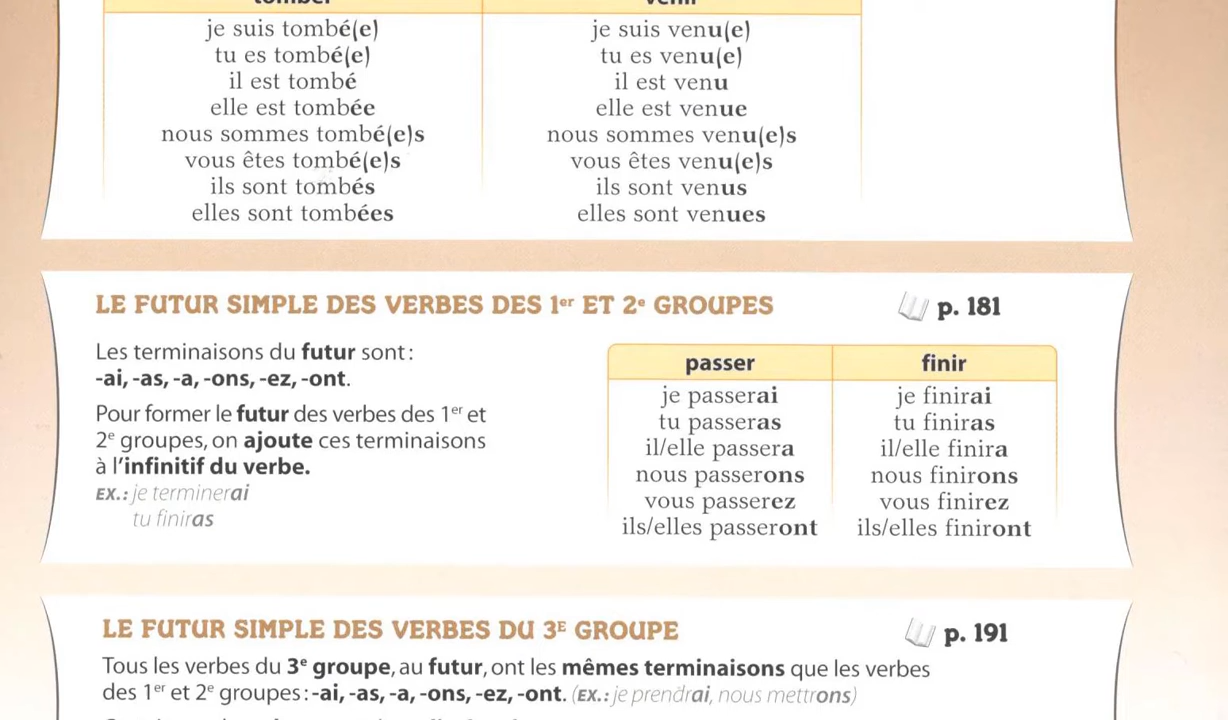 tomber venir
je suis tombé(e) je suis venu(e)
tu es tombé(e) tu es venu(e)
il est tombé il est venu
elle est tombée elle est venue
nous sommes tombé(e)s nous sommes venu(e)s
vous êtes tombé(e)s vous êtes venu(e)s
ils sont tombés ils sont venus
elles sont tombées elles sont venues
LE FUTUR SIMPLE DES VERBES DES 1er ET 2e GROUPES p. 181
Les terminaisons du futur sont :
-ai, -as, -a, -ons, -ez, -ont.
Pour former le futur des verbes des 1er et
2e groupes, on ajoute ces terminaisons
à l'infinitif du verbe.
EX. : je terminerai
tu finiras
passer finir
je passerai je finirai
tu passeras tu finiras
il/elle passera il/elle finira
nous passerons nous finirons
vous passerez vous finirez
ils/elles passeront ils/elles finiront
LE FUTUR SIMPLE DES VERBES DU 3E GROUPE p. 191
Tous les verbes du 3e groupe, au futur, ont les mêmes terminaisons que les verbes
des 1er et 2e groupes : -ai, -as, -a, -ons, -ez, -ont. (EX. : je prendrai, nous mettrons)